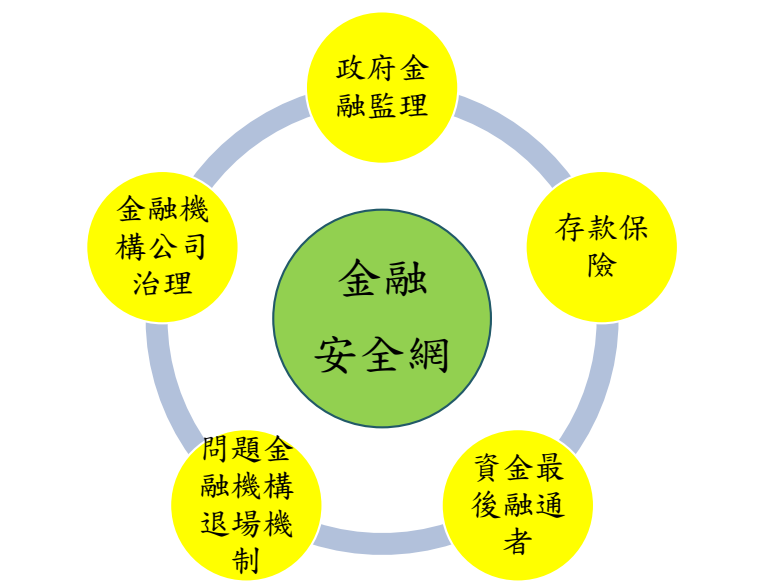 政府金
融監理
存款保
險
資金最
後融通
者
問題金
融機構
退場機
制
金融機
構公司
治理
金融
安全網